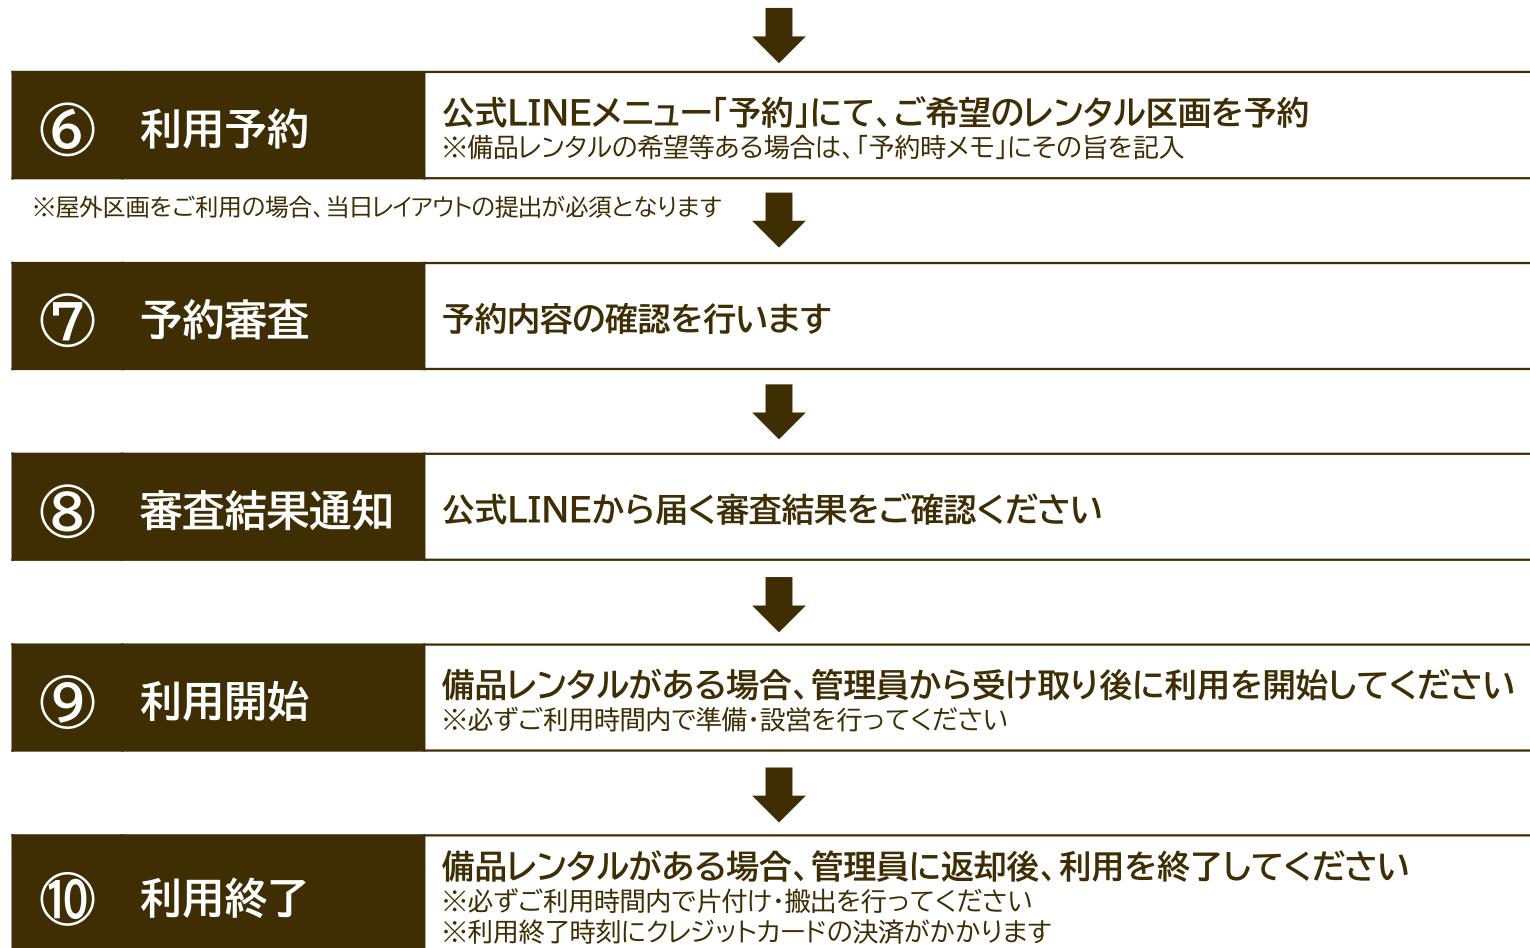 ⑥ 利用予約
公式LINEメニュー「予約」にて、ご希望のレンタル区画を予約
※備品レンタルの希望等ある場合は、「予約時メモ」にその旨を記入
※屋外区画をご利用の場合、当日レイアウトの提出が必須となります
⑦ 予約審査
予約内容の確認を行います
⑧ 審査結果通知
公式LINEから届く審査結果をご確認ください
⑨ 利用開始
備品レンタルがある場合、管理員から受け取り後に利用を開始してください
※必ずご利用時間内で準備・設営を行ってください
⑩ 利用終了
備品レンタルがある場合、管理員に返却後、利用を終了してください
※必ずご利用時間内で片付け・搬出を行ってください
※利用終了時刻にクレジットカードの決済がかかります